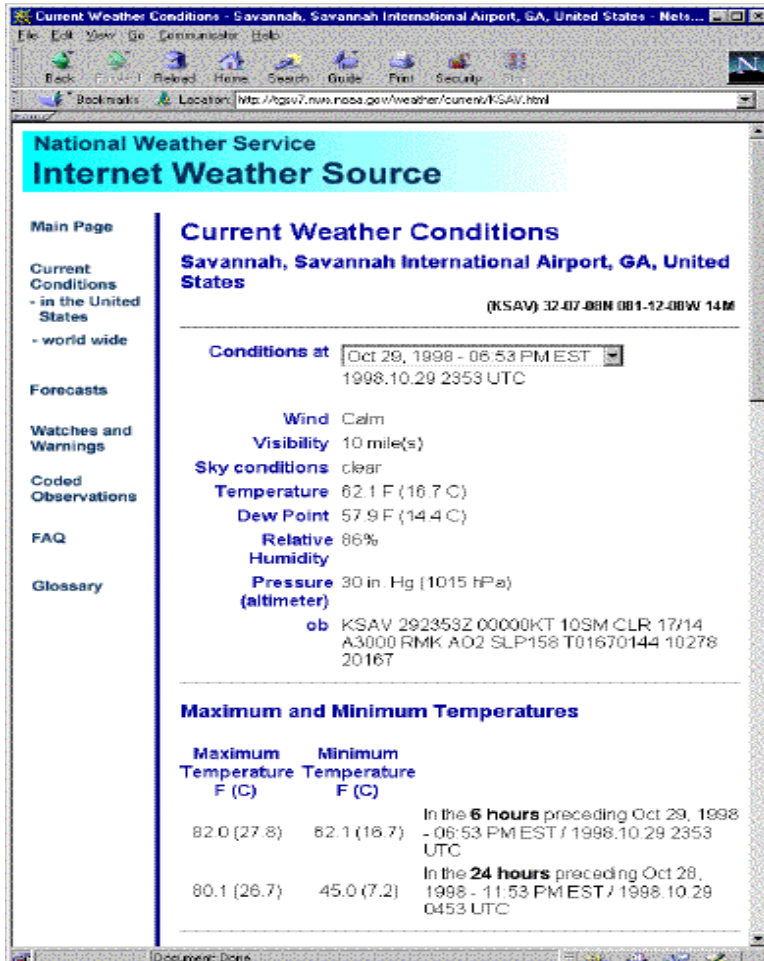 Current Weather Conditions - Savannah, Savannah International Airport, GA, United States - Nets...
File Edit View Go Communicator Help
Back Reload Home Search Guide Print Security
Bookmarks Location: http://tgsv7.nws.noaa.gov/weather/current/KSAV.html
National Weather Service
Internet Weather Source
Main Page
Current
Conditions
- in the United
States
- world wide
Forecasts
Watches and
Warnings
Coded
Observations
FAQ
Glossary
Current Weather Conditions
Savannah, Savannah International Airport, GA, United
States
(KSAV) 32-07-08N 081-12-08W 14M
Conditions at Oct 29, 1998 - 06:53 PM EST
1998.10.29 2353 UTC
Wind Calm
Visibility 10 mile(s)
Sky conditions clear
Temperature 62.1 F (16.7 C)
Dew Point 57.9 F (14.4 C)
Relative 86%
Humidity
Pressure 30 in. Hg (1015 hPa)
(altimeter)
ob KSAV 292353Z 00000KT 10SM CLR 17/14
A3000 RMK AO2 SLP158 T01670144 10278
20167
Maximum and Minimum Temperatures
Maximum Minimum
Temperature Temperature
F (C) F (C)
82.0 (27.8) 62.1 (16.7) In the 6 hours preceding Oct 29, 1998
- 06:53 PM EST / 1998.10.29 2353
UTC
80.1 (26.7) 45.0 (7.2) In the 24 hours preceding Oct 28,
1998 - 11:53 PM EST / 1998.10.29
0453 UTC
Document: Done